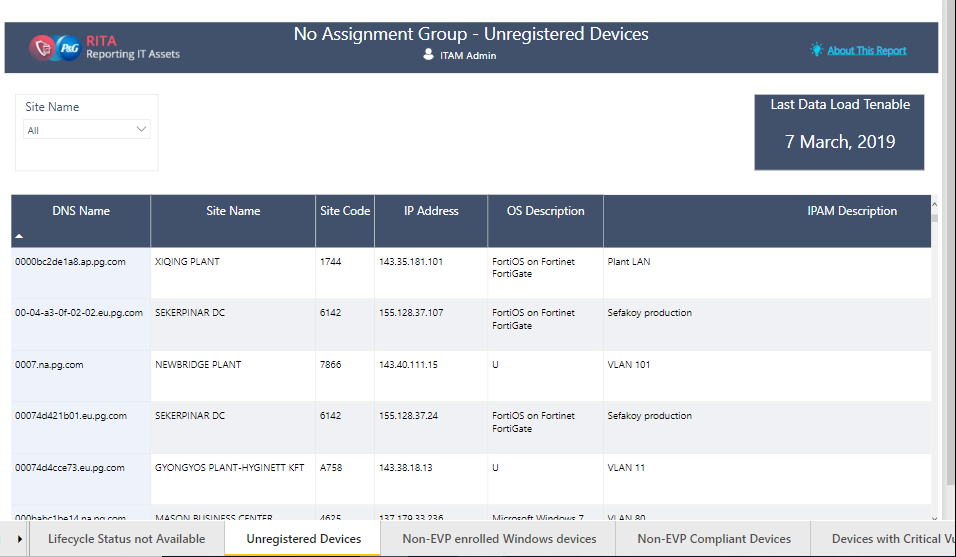 No Assignment Group - Unregistered Devices
P&G
RITA
Reporting IT Assets
ITAM Admin
About This Report
Site Name
All
Last Data Load Tenable
7 March, 2019
DNS Name Site Name Site Code IP Address OS Description IPAM Description
0000bc2de1a8.ap.pg.com XIQING PLANT 1744 143.35.181.101 FortiOS on Fortinet Plant LAN
FortiGate
00-04-a3-0f-02-02.eu.pg.com SEKERPINAR DC 6142 155.128.37.107 FortiOS on Fortinet Sefakoy production
FortiGate
0007.na.pg.com NEWBRIDGE PLANT 7866 143.40.111.15 U VLAN 101
00074d421b01.eu.pg.com SEKERPINAR DC 6142 155.128.37.24 FortiOS on Fortinet Sefakoy production
FortiGate
00074d4cce73.eu.pg.com GYONGYOS PLANT-HYGINETT KFT A758 143.38.18.13 U VLAN 11
000babc1be14.na.pg.com MASON BUSINESS CENTER 4625 137.179.33.236 Microsoft Windows 7 VLAN 80
Lifecycle Status not Available Unregistered Devices Non-EVP enrolled Windows devices Non-EVP Compliant Devices Devices with Critical Vu